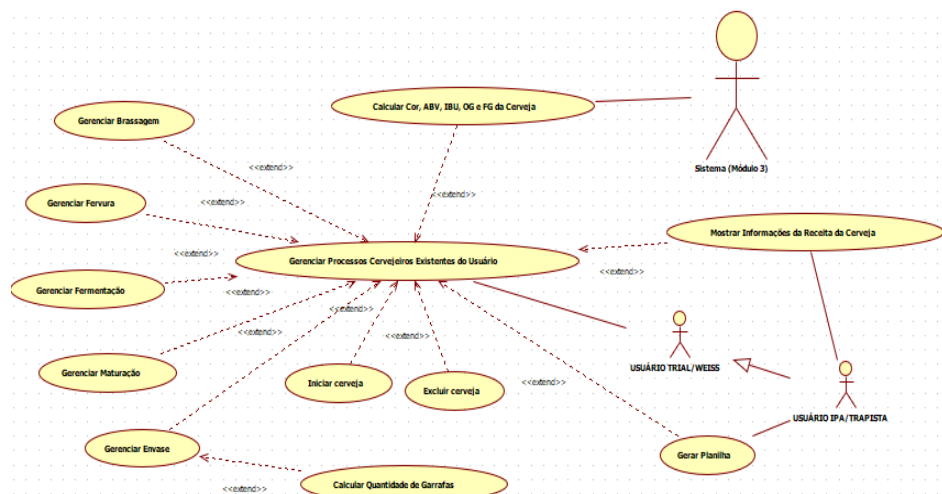 Calcular Cor, ABV, IBU, OG e FG da Cerveja
Gerenciar Brassagem
<<extend>>
Sistema (Módulo 3)
<<extend>>
Gerenciar Fervura
<<extend>>
Mostrar Informações da Receita da Cerveja
<<extend>>
Gerenciar Processos Cervejeiros Existentes do Usuário
<<extend>>
Gerenciar Fermentação
<<extend>>
<<extend>>
<<extend>>
<<extend>>
USUÁRIO TRIAL/WEISS
Gerenciar Maturação
Iniciar cerveja
Excluir cerveja
<<extend>>
<<extend>>
USUÁRIO IPA/TRAPISTA
Gerenciar Envase
Gerar Planilha
Calcular Quantidade de Garrafas
<<extend>>